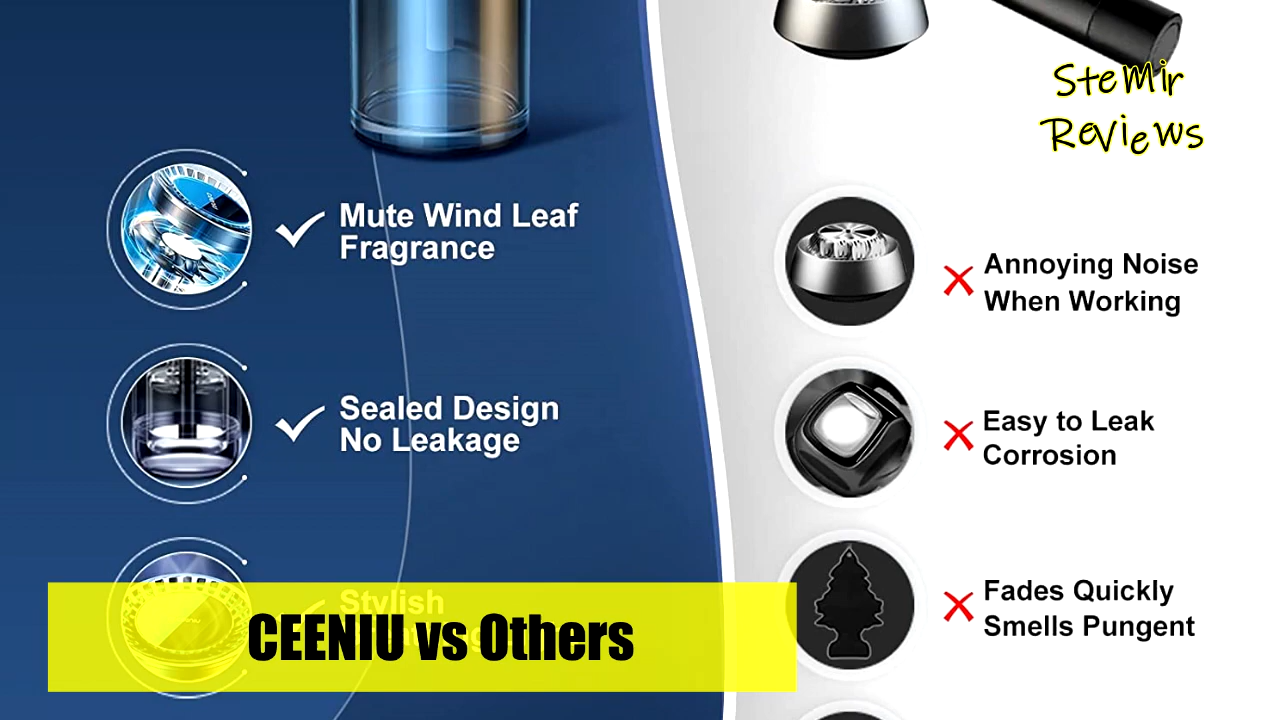 Stemir
Reviews
Mute Wind Leaf
Fragrance
Sealed Design
No Leakage
Stylish
CEENIU vs Others
Annoying Noise
When Working
Easy to Leak
Corrosion
Fades Quickly
Smells Pungent